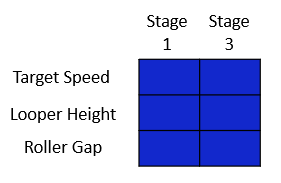 Stage Stage
1 3
Target Speed
Looper Height
Roller Gap